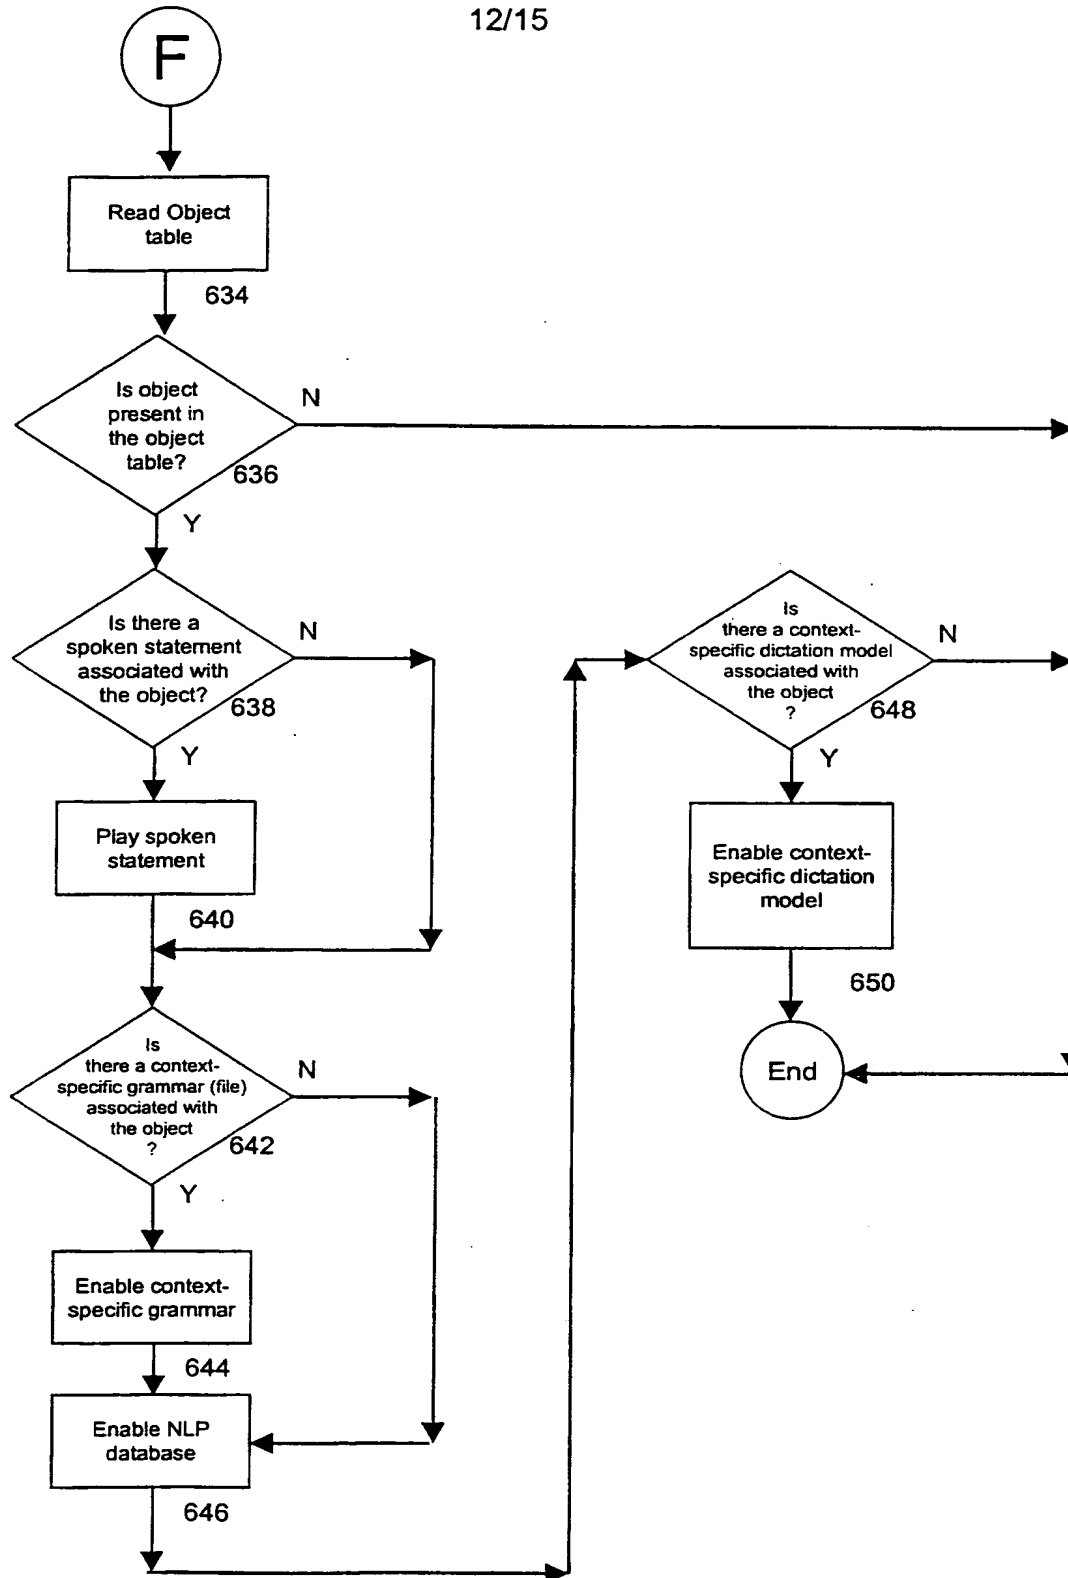 12/15
F
Read Object
table
634
Is object
present in
the object
table?
N
636
Y
Is there a
spoken statement
associated with
the object?
N
638
Y
Play spoken
statement
640
Is
there a context-
specific grammar (file)
associated with
the object
?
N
642
Y
Enable context-
specific grammar
644
Enable NLP
database
646
Is
there a context-
specific dictation model
associated with
the object
?
N
648
Y
Enable context-
specific dictation
model
650
End